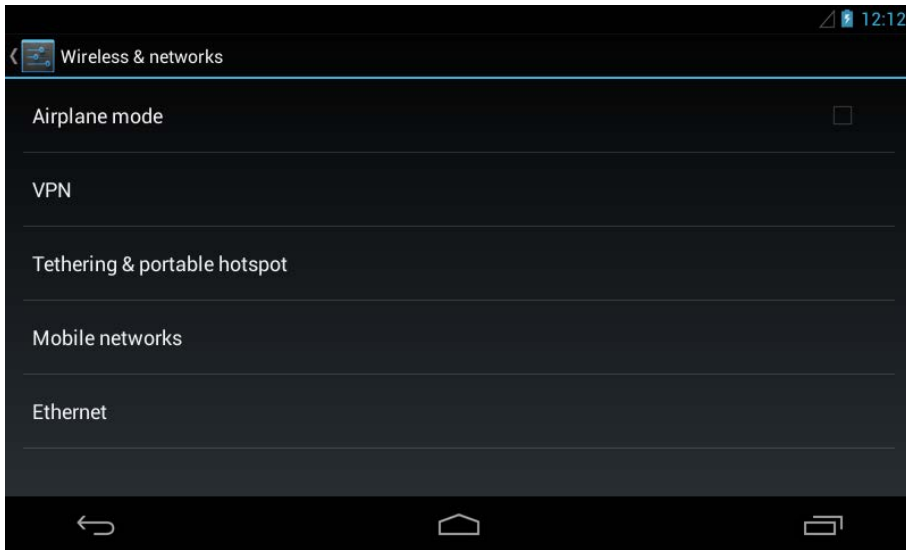 12:12
Wireless & networks
Airplane mode
VPN
Tethering & portable hotspot
Mobile networks
Ethernet